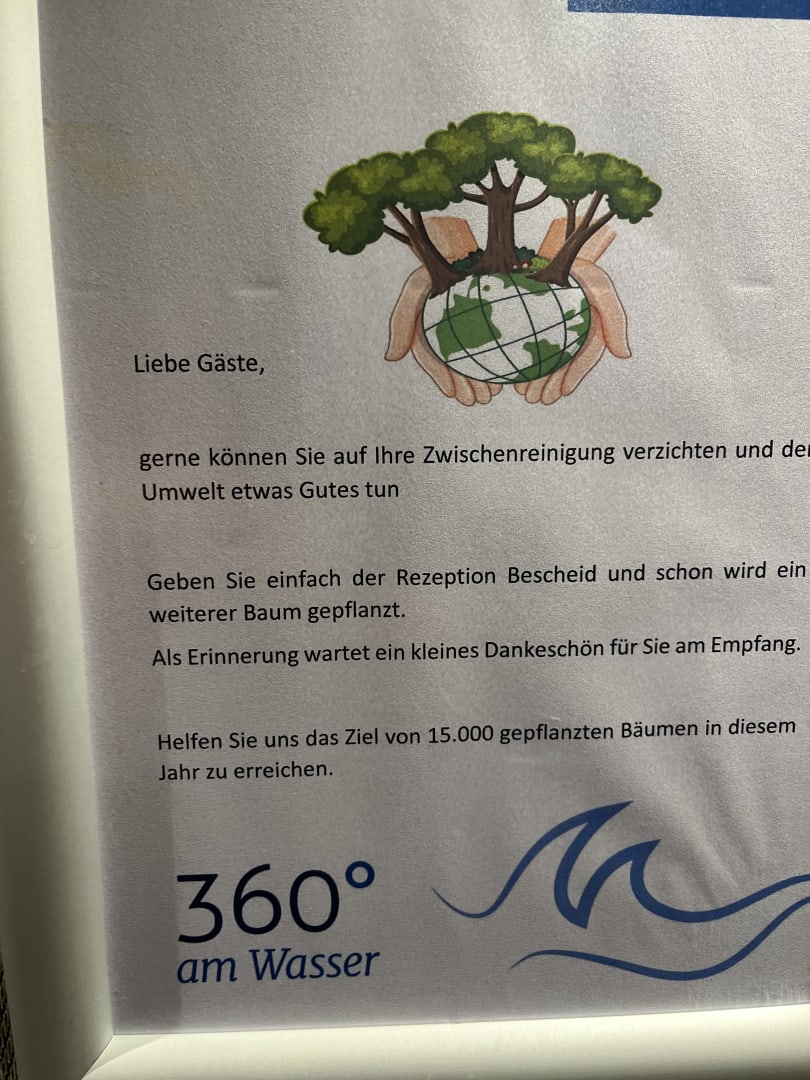 Liebe Gäste,
gerne können Sie auf Ihre Zwischenreinigung verzichten und der
Umwelt etwas Gutes tun
Geben Sie einfach der Rezeption Bescheid und schon wird ein
weiterer Baum gepflanzt.
Als Erinnerung wartet ein kleines Dankeschön für Sie am Empfang.
Helfen Sie uns das Ziel von 15.000 gepflanzten Bäumen in diesem
Jahr zu erreichen.
360°
am Wasser